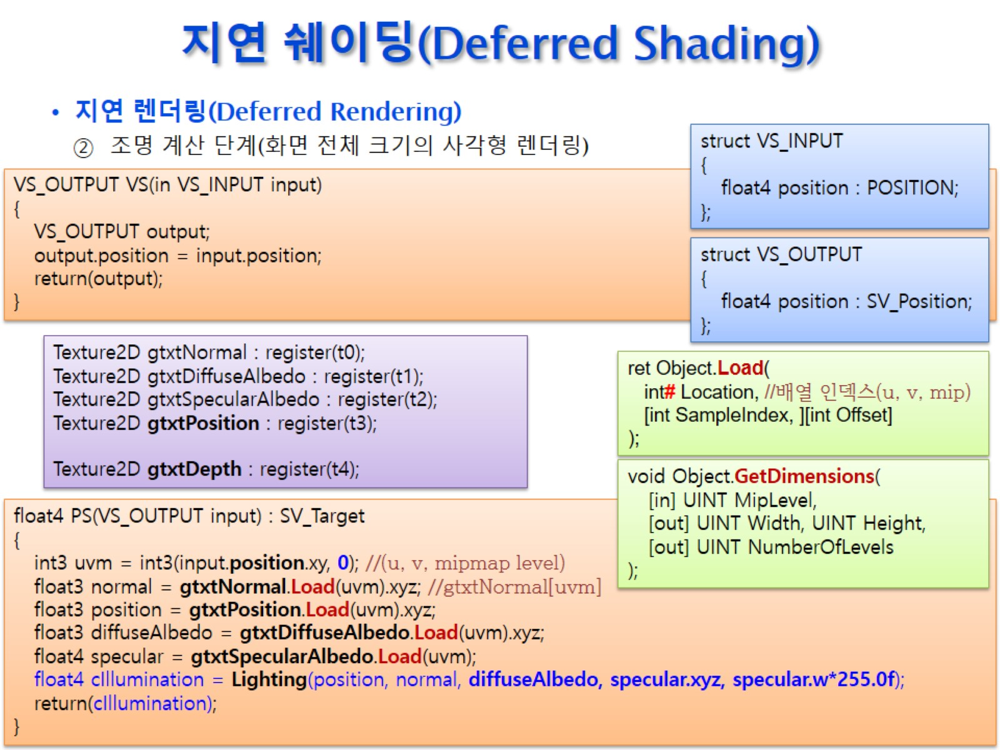 지연 쉐이딩(Deferred Shading)
• 지연 렌더링(Deferred Rendering)
② 조명 계산 단계(화면 전체 크기의 사각형 렌더링)
VS_OUTPUT VS(in VS_INPUT input)
{
VS_OUTPUT output;
output.position = input.position;
return(output);
}
struct VS_INPUT
{
float4 position : POSITION;
};
struct VS_OUTPUT
{
float4 position : SV_Position;
};
Texture2D gtxtNormal : register(t0);
Texture2D gtxtDiffuseAlbedo : register(t1);
Texture2D gtxtSpecularAlbedo : register(t2);
Texture2D gtxtPosition : register(t3);
Texture2D gtxtDepth : register(t4);
ret Object.Load(
int# Location, //배열 인덱스(u, v, mip)
[int SampleIndex, ][int Offset]
);
void Object.GetDimensions(
[in] UINT MipLevel,
[out] UINT Width, UINT Height,
[out] UINT NumberOfLevels
);
float4 PS(VS_OUTPUT input) : SV_Target
{
int3 uvm = int3(input.position.xy, 0); //(u, v, mipmap level)
float3 normal = gtxtNormal.Load(uvm).xyz; //gtxtNormal[uvm]
float3 position = gtxtPosition.Load(uvm).xyz;
float3 diffuseAlbedo = gtxtDiffuseAlbedo.Load(uvm).xyz;
float4 specular = gtxtSpecularAlbedo.Load(uvm);
float4 cIllumination = Lighting(position, normal, diffuseAlbedo, specular.xyz, specular.w*255.0f);
return(cIllumination);
}